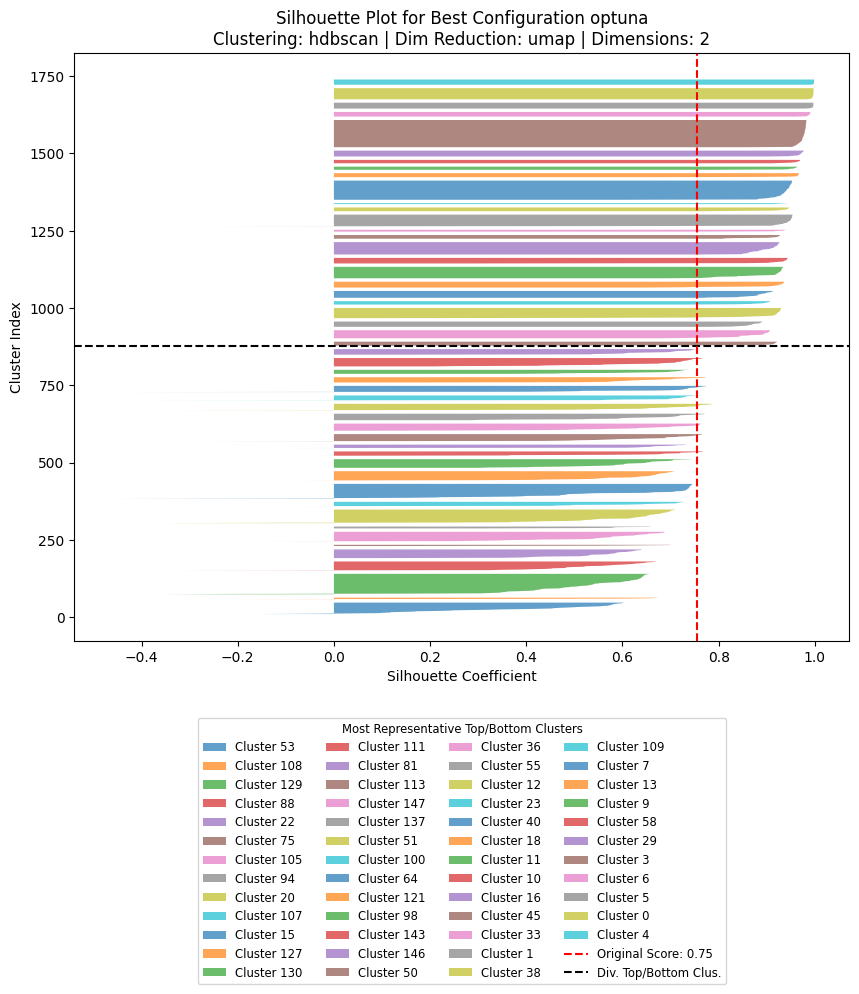 Silhouette Plot for Best Configuration optuna
Clustering: hdbscan | Dim Reduction: umap | Dimensions: 2
1750
1500
1250
1000
750
500
250
0
Cluster Index
−0.4 −0.2 0.0 0.2 0.4 0.6 0.8 1.0
Silhouette Coefficient
Most Representative Top/Bottom Clusters
Cluster 53 Cluster 111 Cluster 36 Cluster 109
Cluster 108 Cluster 81 Cluster 55 Cluster 7
Cluster 129 Cluster 113 Cluster 12 Cluster 13
Cluster 88 Cluster 147 Cluster 23 Cluster 9
Cluster 22 Cluster 137 Cluster 40 Cluster 58
Cluster 75 Cluster 51 Cluster 18 Cluster 29
Cluster 105 Cluster 100 Cluster 11 Cluster 3
Cluster 94 Cluster 64 Cluster 10 Cluster 6
Cluster 20 Cluster 121 Cluster 16 Cluster 5
Cluster 107 Cluster 98 Cluster 45 Cluster 0
Cluster 15 Cluster 143 Cluster 33 Cluster 4
Cluster 127 Cluster 146 Cluster 1 Original Score: 0.75
Cluster 130 Cluster 50 Cluster 38 Div. Top/Bottom Clus.